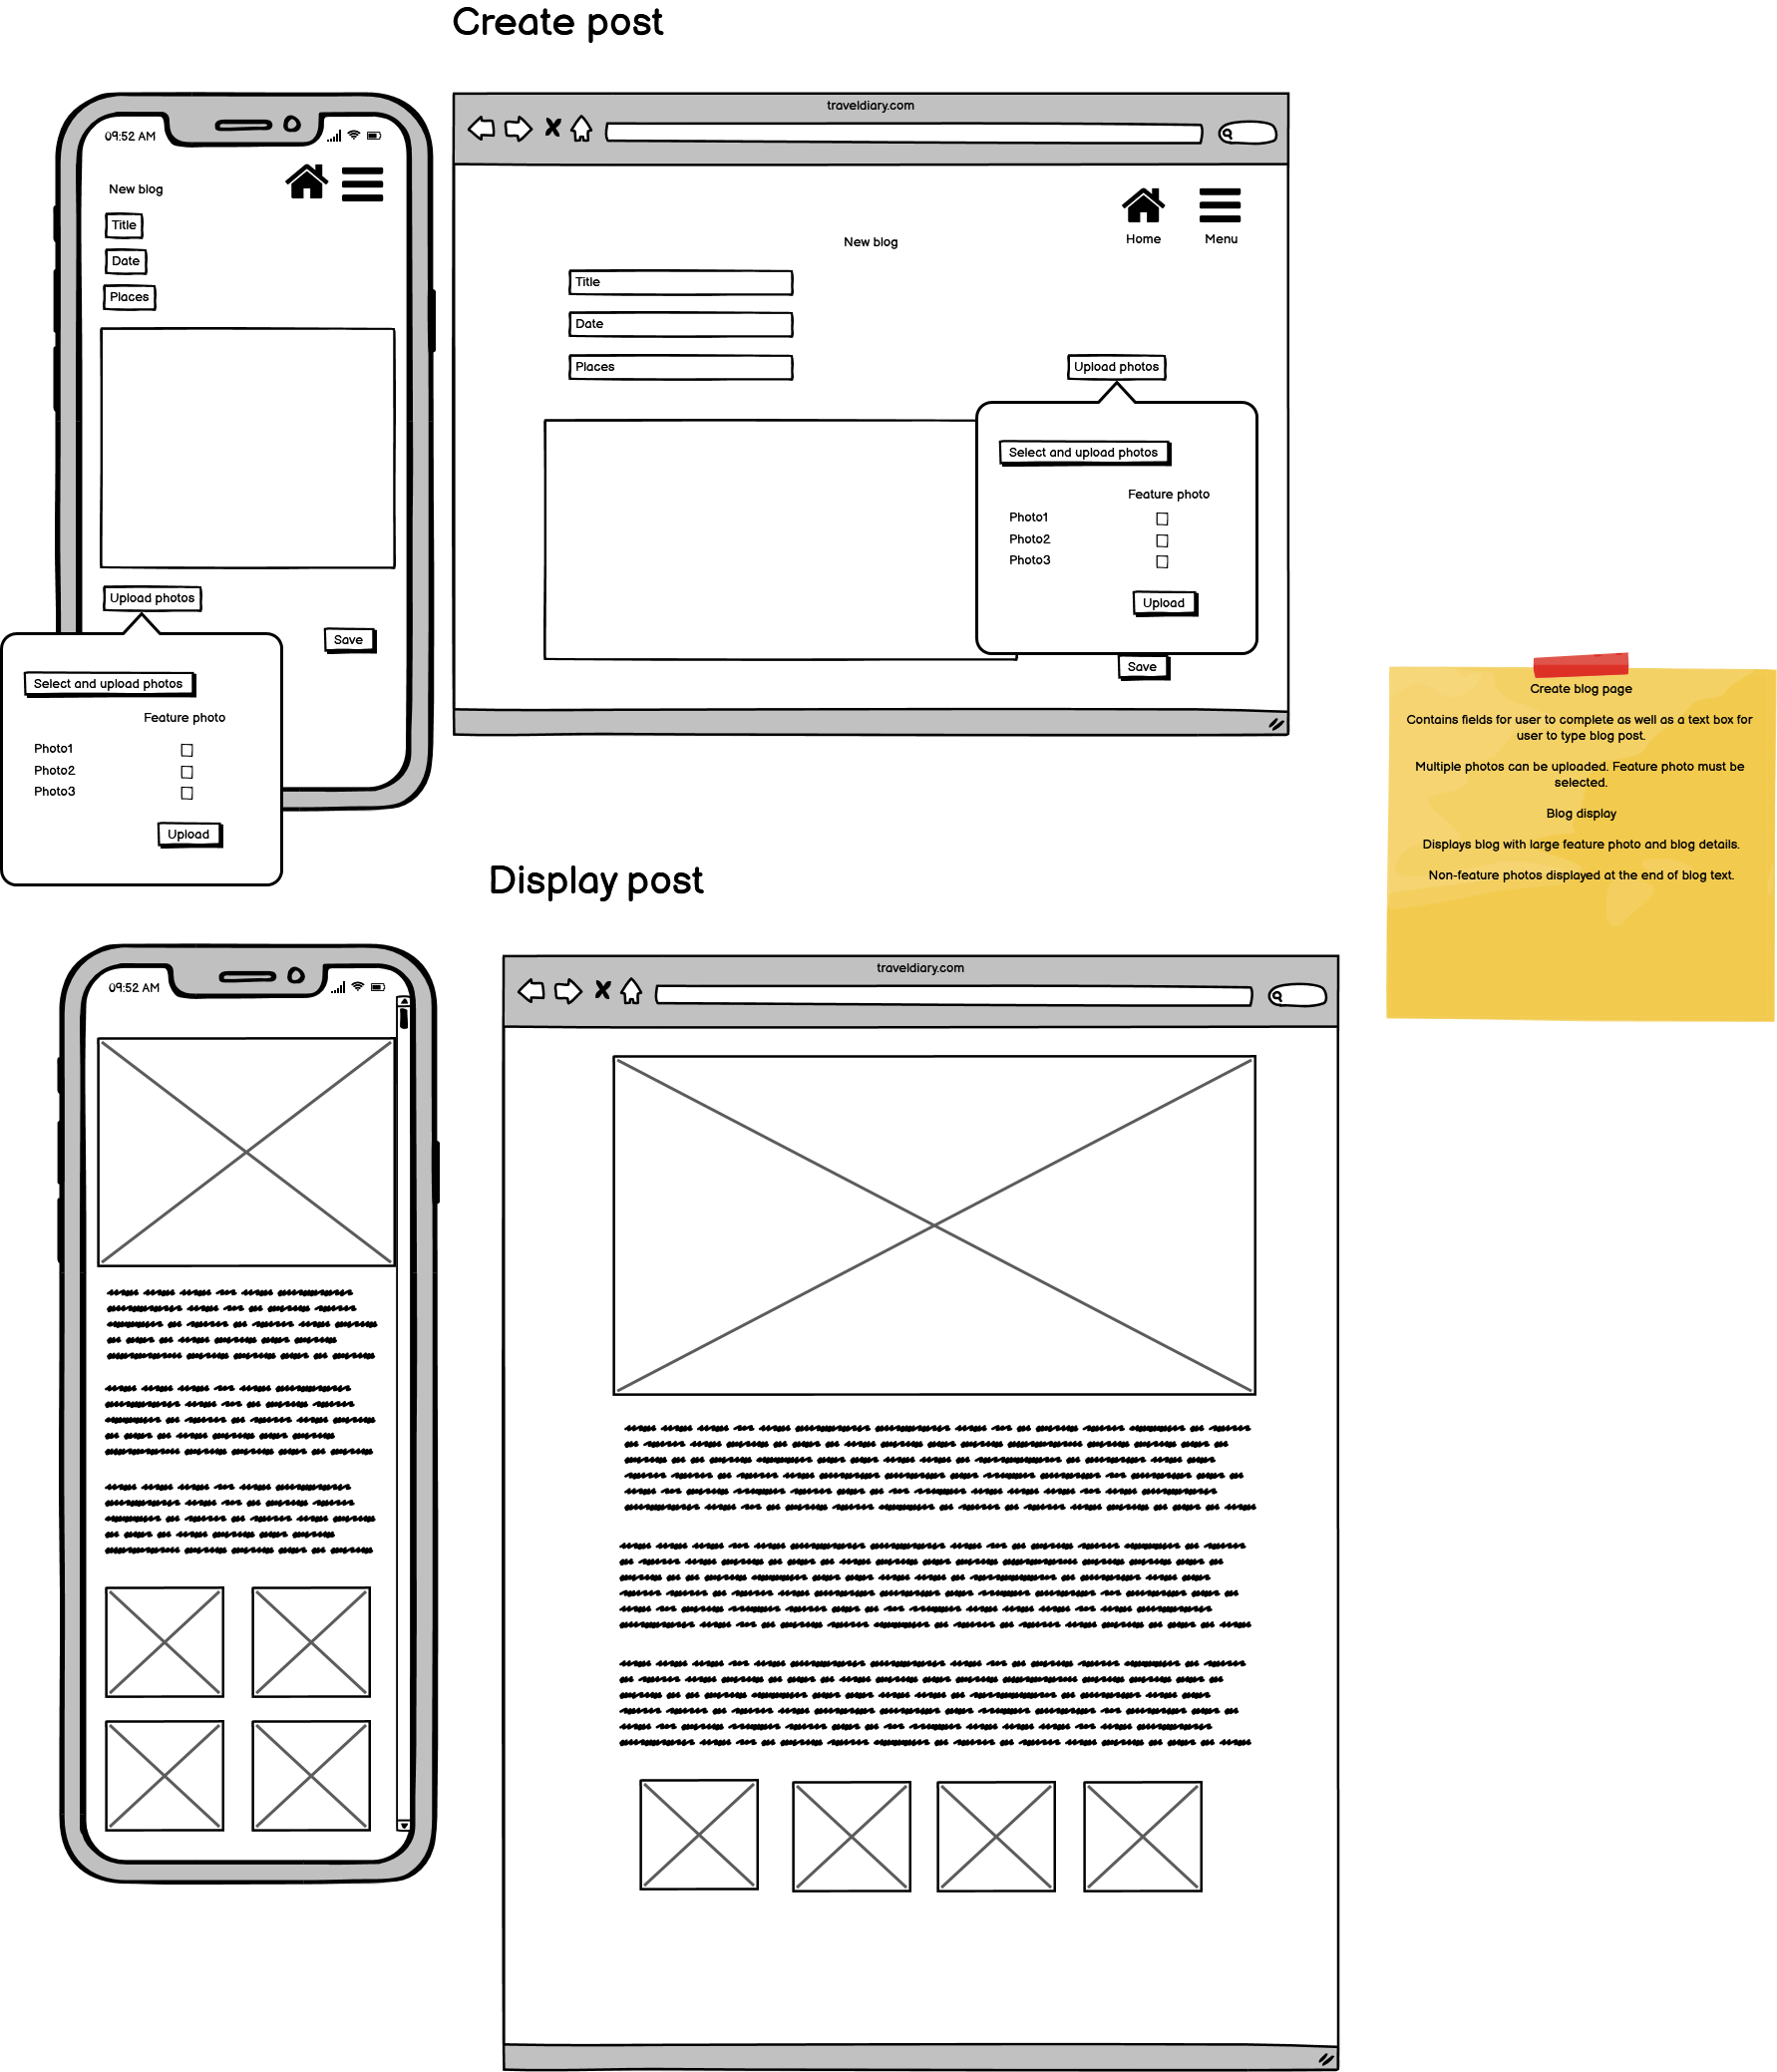 Create post
09:52 AM
New blog
Title
Date
Places
Upload photos
Save
Select and upload photos
Feature photo
Photo1
Photo2
Photo3
Upload
traveldiary.com
Home
Menu
New blog
Title
Date
Places
Upload photos
Select and upload photos
Feature photo
Photo1
Photo2
Photo3
Upload
Save
Create blog page
Contains fields for user to complete as well as a text box for
user to type blog post.
Multiple photos can be uploaded. Feature photo must be
selected.
Blog display
Displays blog with large feature photo and blog details.
Non-feature photos displayed at the end of blog text.
Display post
09:52 AM
traveldiary.com